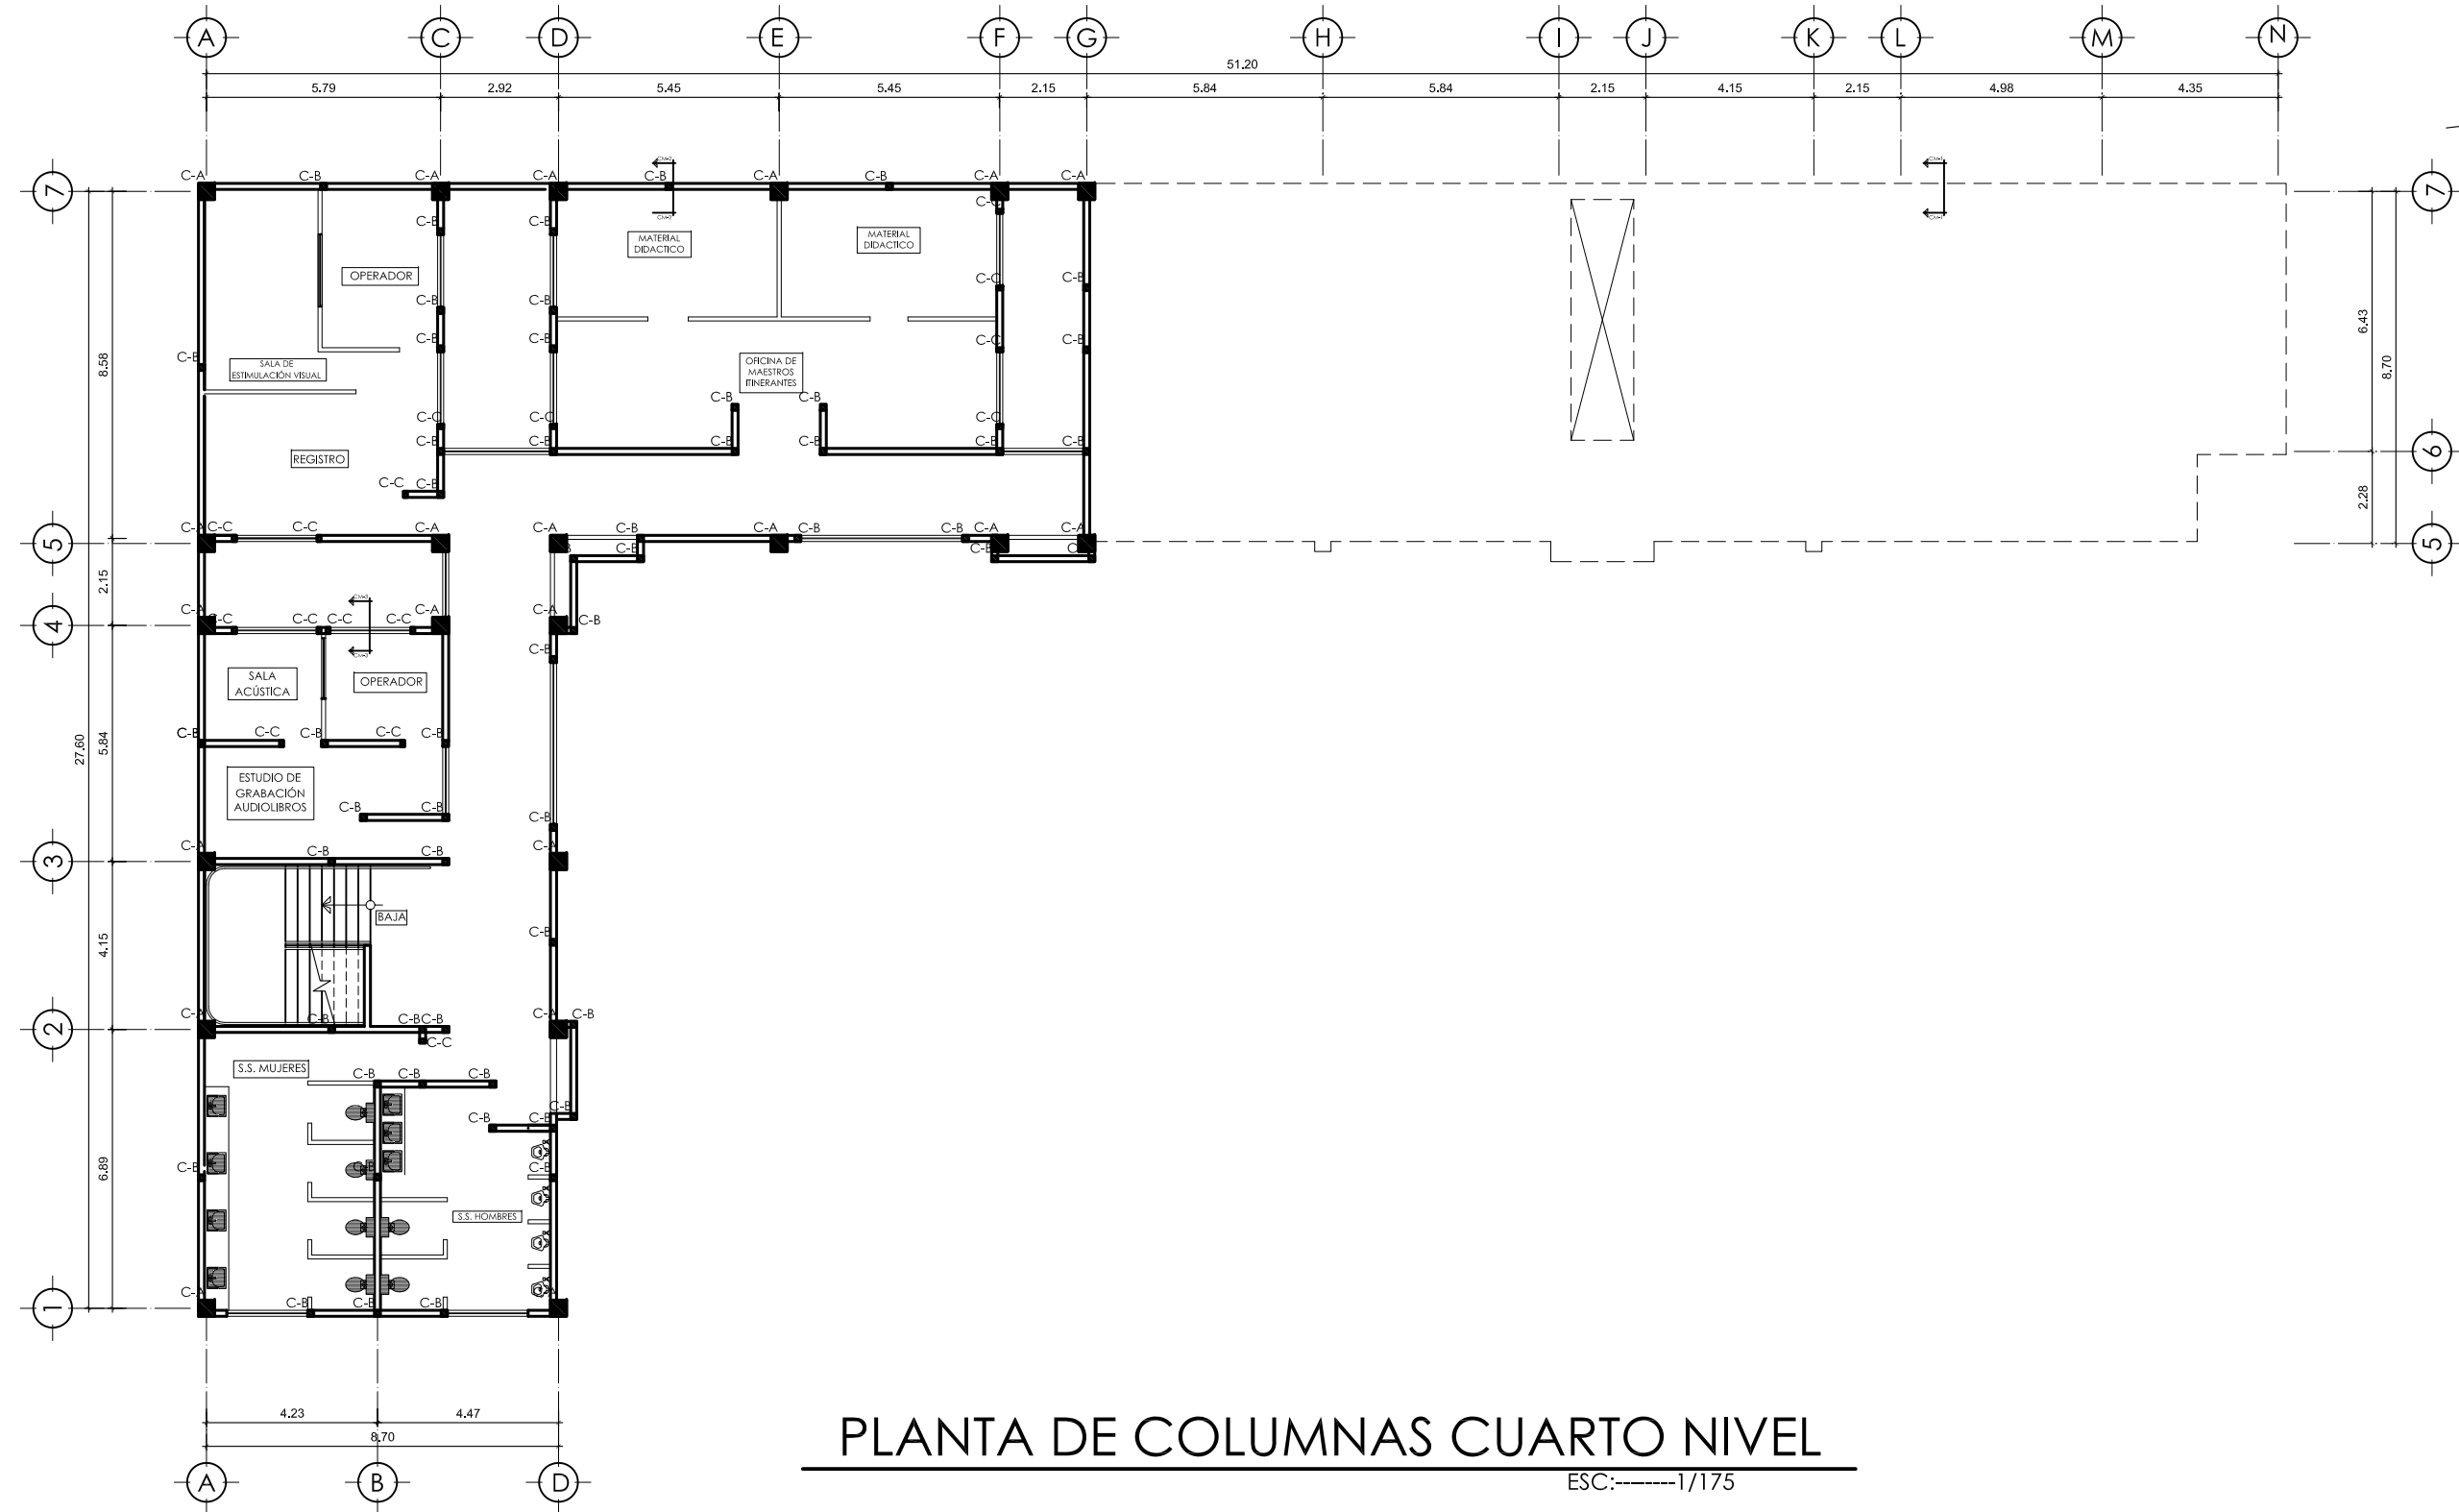 A C D E F G H I J K L M N
51.20
5.79 2.92 5.45 5.45 2.15 5.84 5.84 2.15 4.15 2.15 4.98 4.35
C-A C-B C-A C-A C-B C-A C-B C-A C-A
7 7
C-B C-B C-C
MATERIAL
DIDACTICO
MATERIAL
DIDACTICO
OPERADOR
C-C C-B
C-B C-B
C-B C-B C-C C-B
6.43
8.70
8.58
C-B
SALA DE
ESTIMULACIÓN VISUAL
OFICINA DE
MAESTROS
ITINERANTES
C-B C-B
C-C C-C C-C
C-B C-B C-B C-B C-B C-B
6
REGISTRO
C-C C-B
2.28
C-A C-C C-C C-A C-A C-B C-A C-B C-B C-A C-A
5 5
C-B C-B
2.15
C-A C-C C-C C-C C-C C-A C-A C-B
4
C-B
SALA
ACÚSTICA
OPERADOR
C-B C-C C-B C-C C-B
27.60
5.84
ESTUDIO DE
GRABACIÓN
AUDIOLIBROS
C-B C-B C-B
C-A C-B C-B C-A
3
BAJA
C-B
4.15
C-A C-B C-B C-B C-A C-B
2
C-C
S.S. MUJERES
C-B C-B C-B
C-B
C-B C-B
C-B C-B C-B
6.89
S.S. HOMBRES
C-A
C-B C-B C-B
1
4.23 4.47
8.70
A B D
PLANTA DE COLUMNAS CUARTO NIVEL
ESC:--------1/175